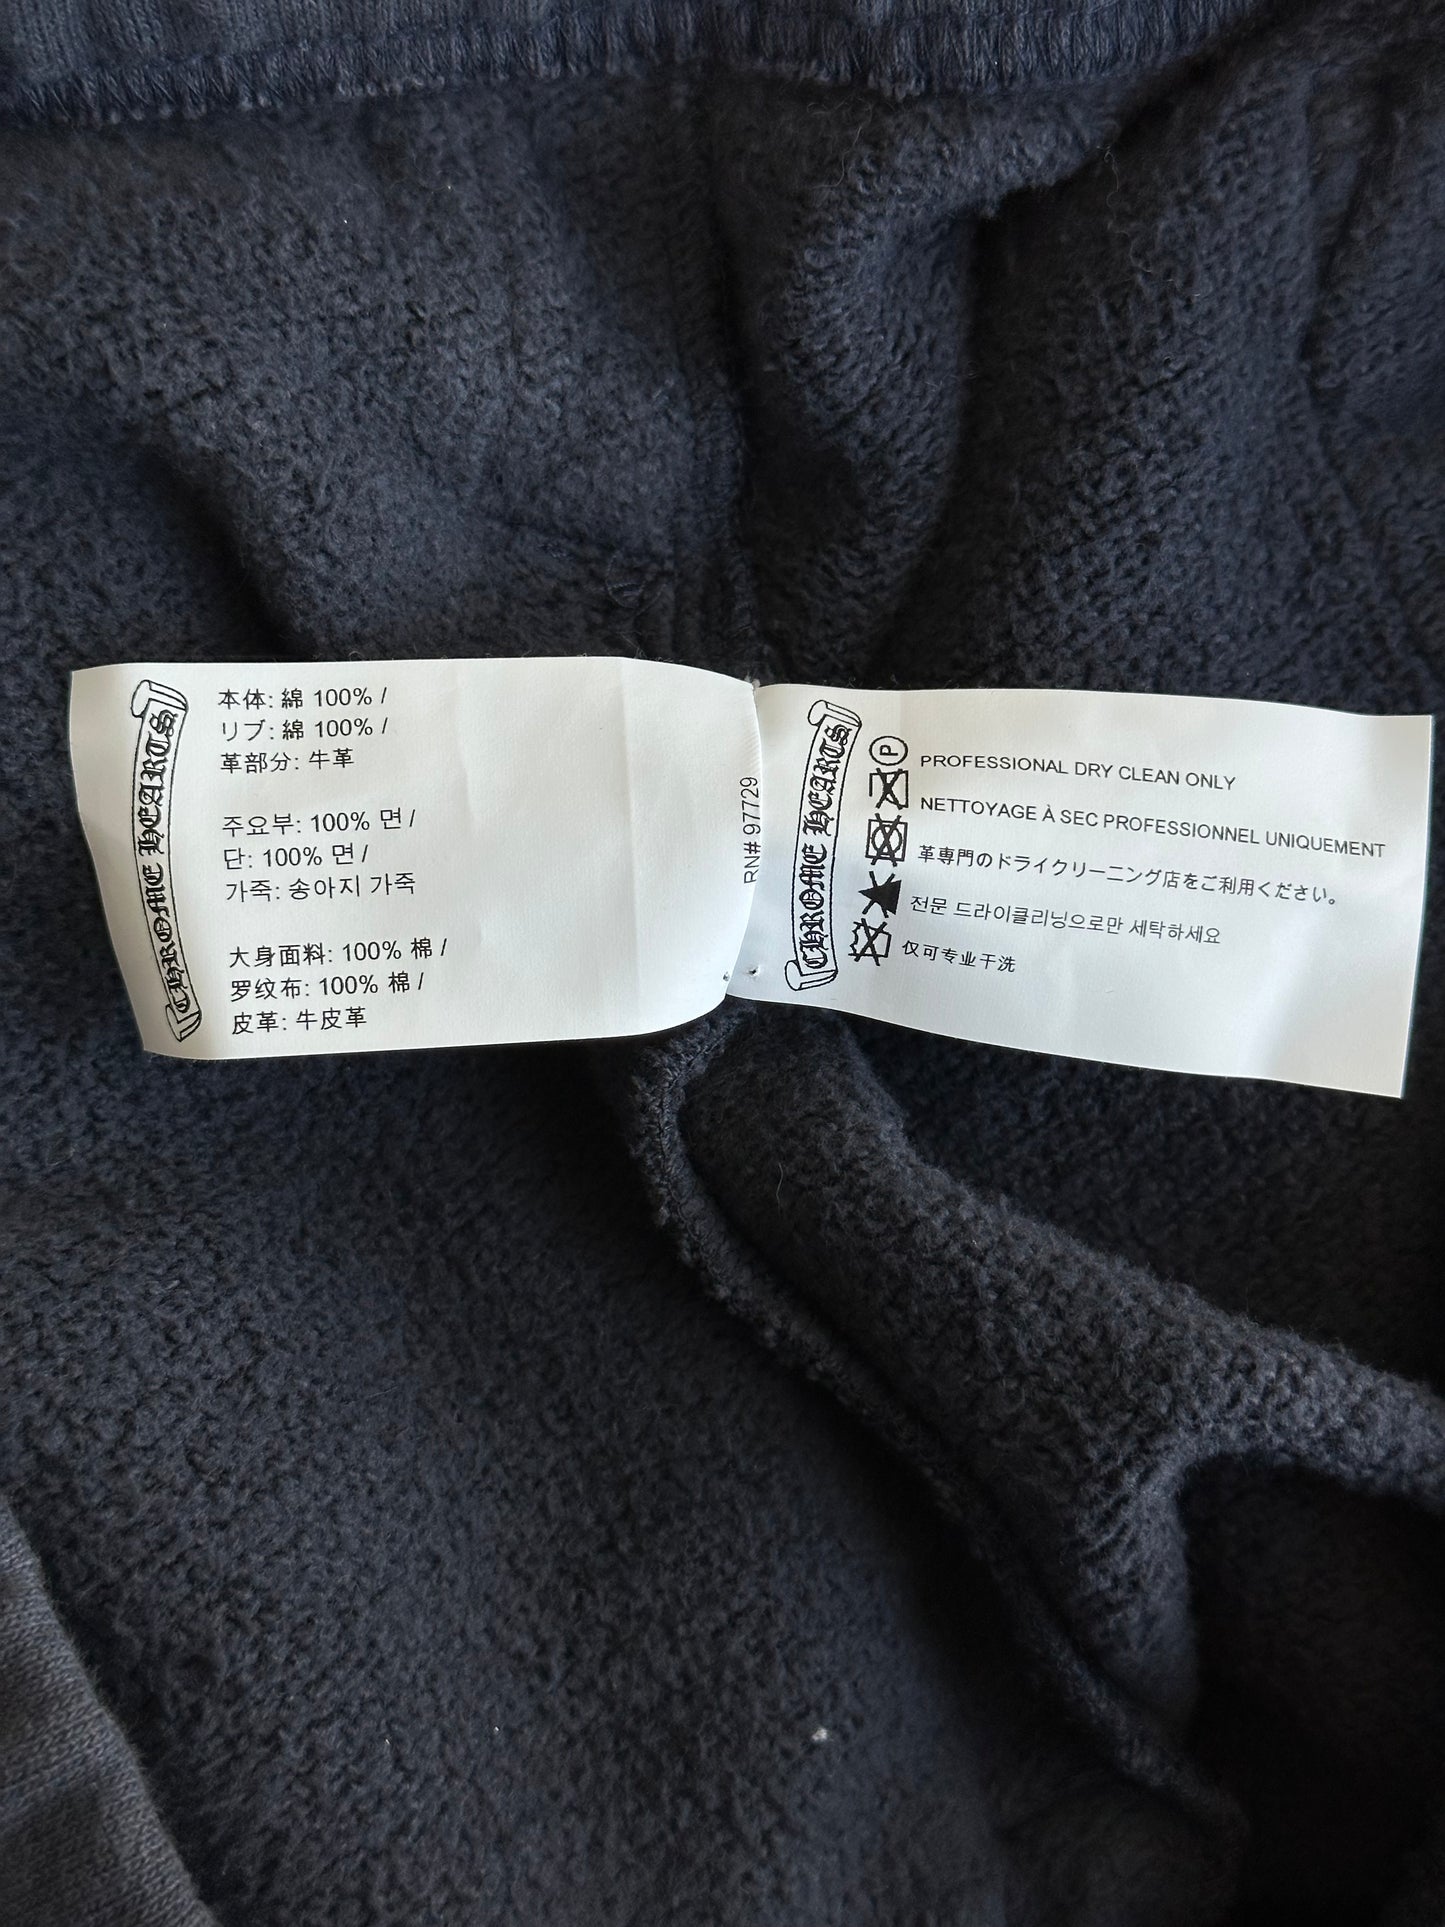 CHROME HEARTS
本体: 綿 100% /
リブ: 綿 100% /
革部分: 牛革
주요부: 100% 면 /
단: 100% 면 /
가죽: 송아지 가죽
大身面料: 100% 棉 /
罗纹布: 100% 棉 /
皮革: 牛皮革
RN# 97729
CHROME HEARTS
P
PROFESSIONAL DRY CLEAN ONLY
NETTOYAGE À SEC PROFESSIONNEL UNIQUEMENT
革専門のドライクリーニング店をご利用ください。
전문 드라이클리닝으로만 세탁하세요
仅可专业干洗